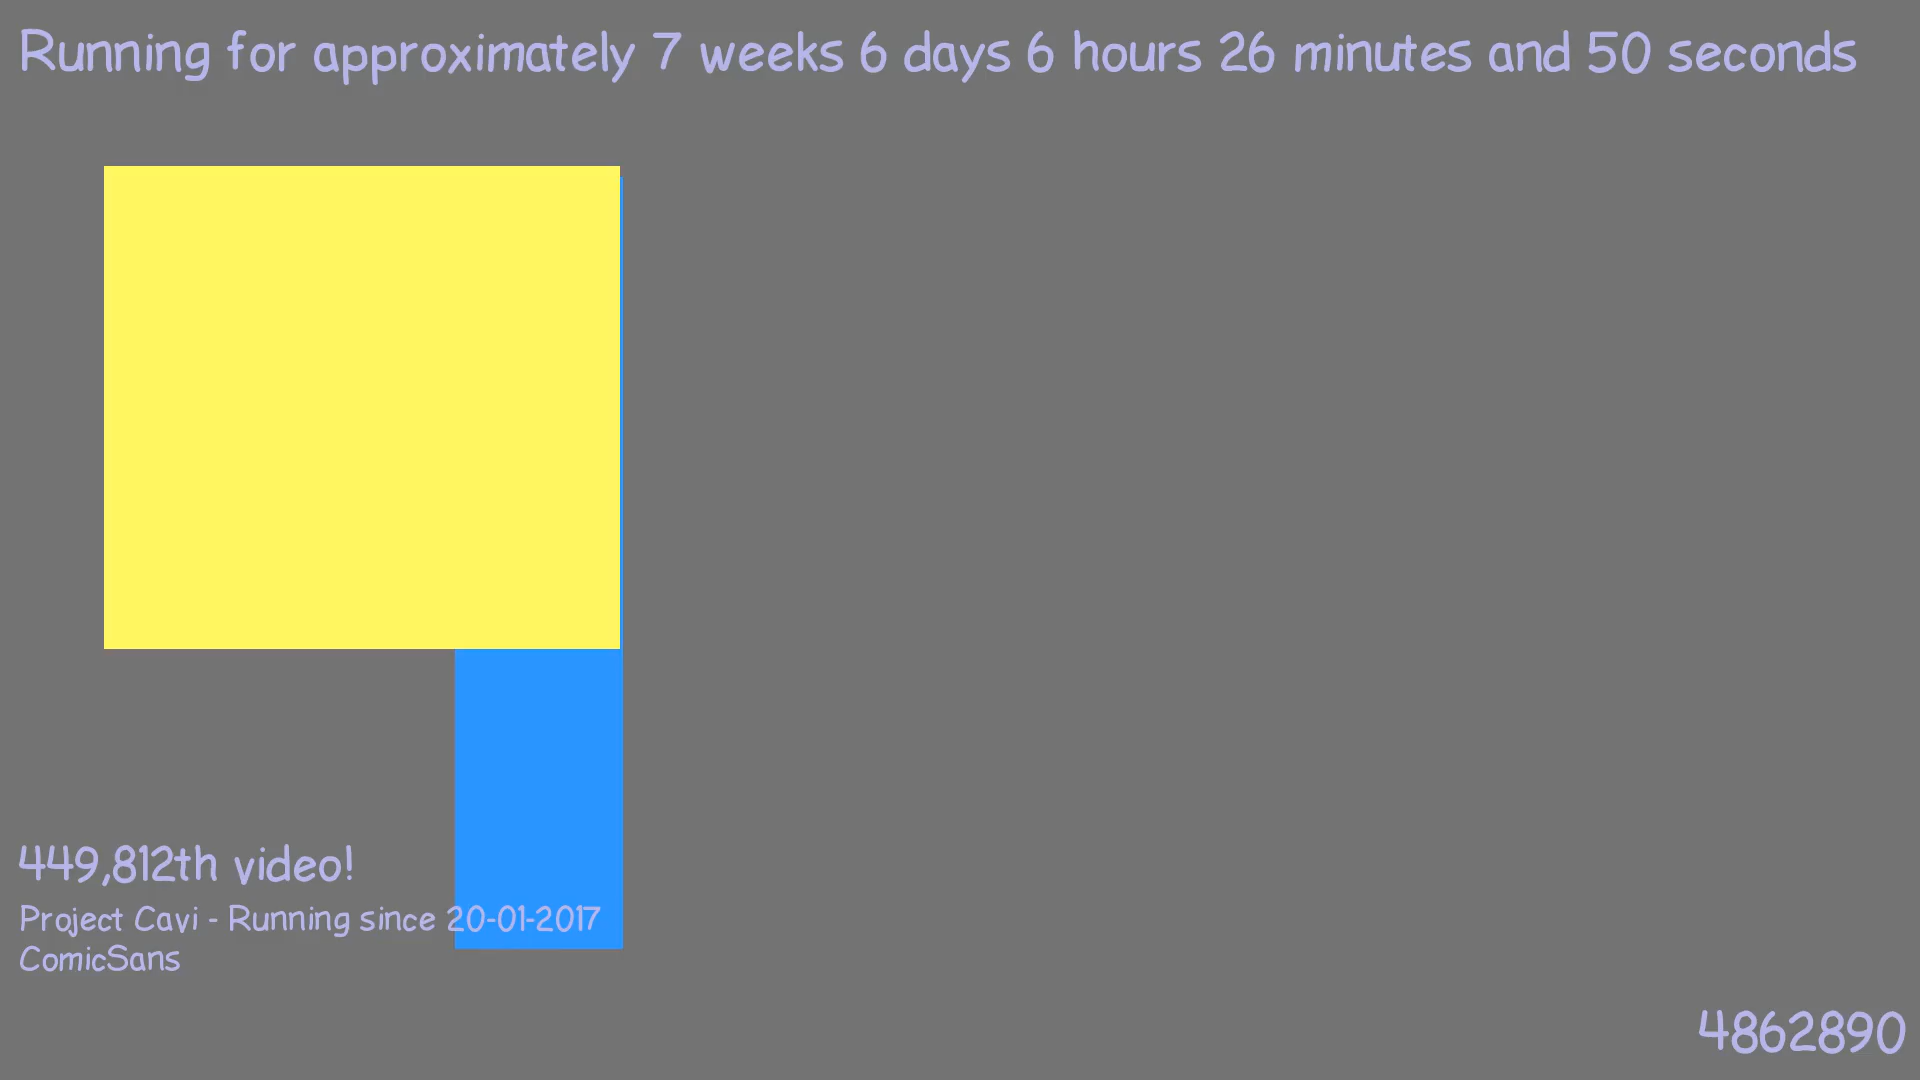 Running for approximately 7 weeks 6 days 6 hours 26 minutes and 50 seconds
449,812th video!
Project Cavi - Running since 20-01-2017
ComicSans
4862890